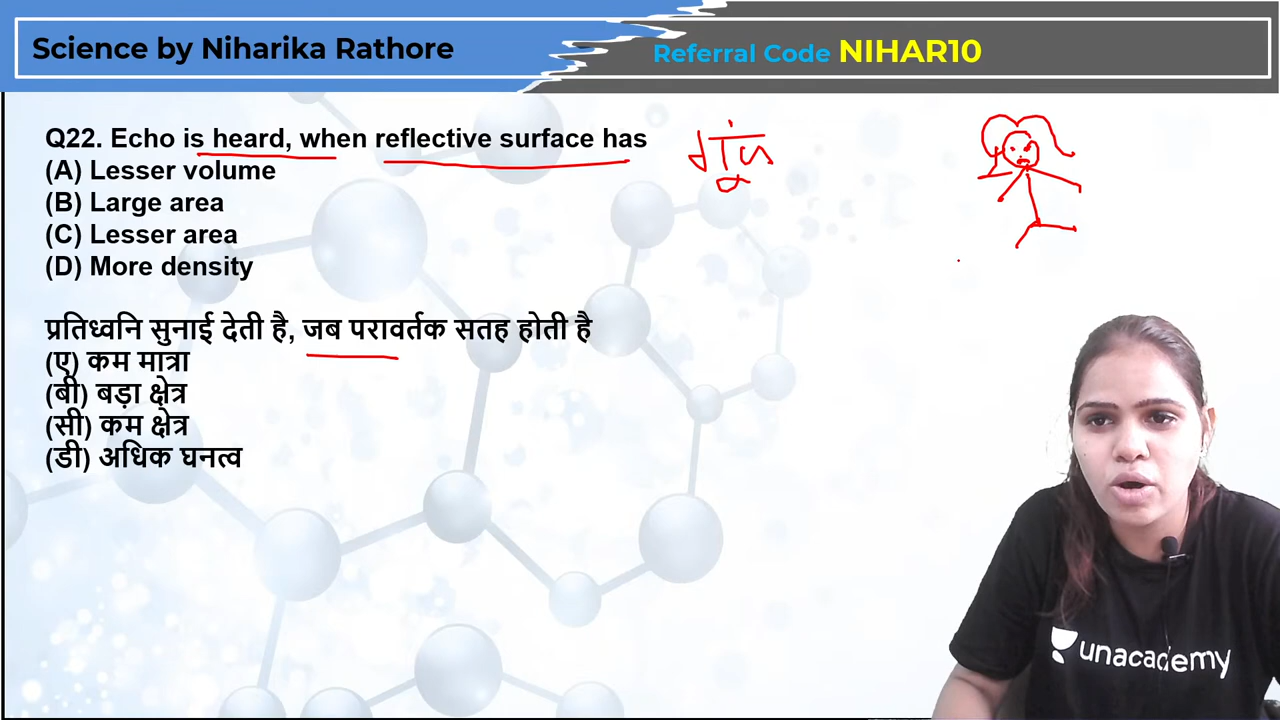 Science by Niharika Rathore
Referral Code NIHAR10
Q22. Echo is heard, when reflective surface has
(A) Lesser volume
(B) Large area
(C) Lesser area
(D) More density
प्रतिध्वनि सुनाई देती है, जब परावर्तक सतह होती है
(ए) कम मात्रा
(बी) बड़ा क्षेत्र
(सी) कम क्षेत्र
(डी) अधिक घनत्व
unacademy